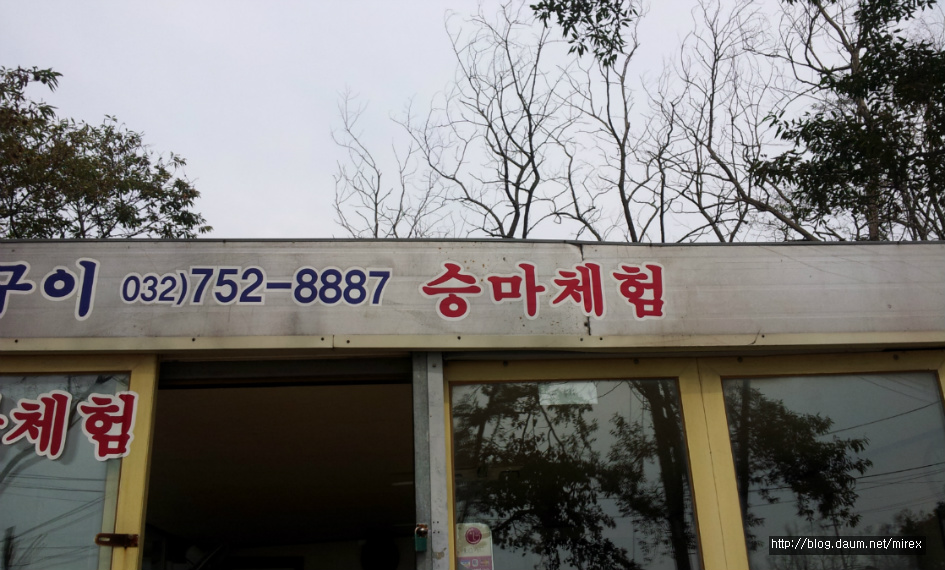 구이 032)752-8887 승마체험
체험
http://blog.daum.net/mirex